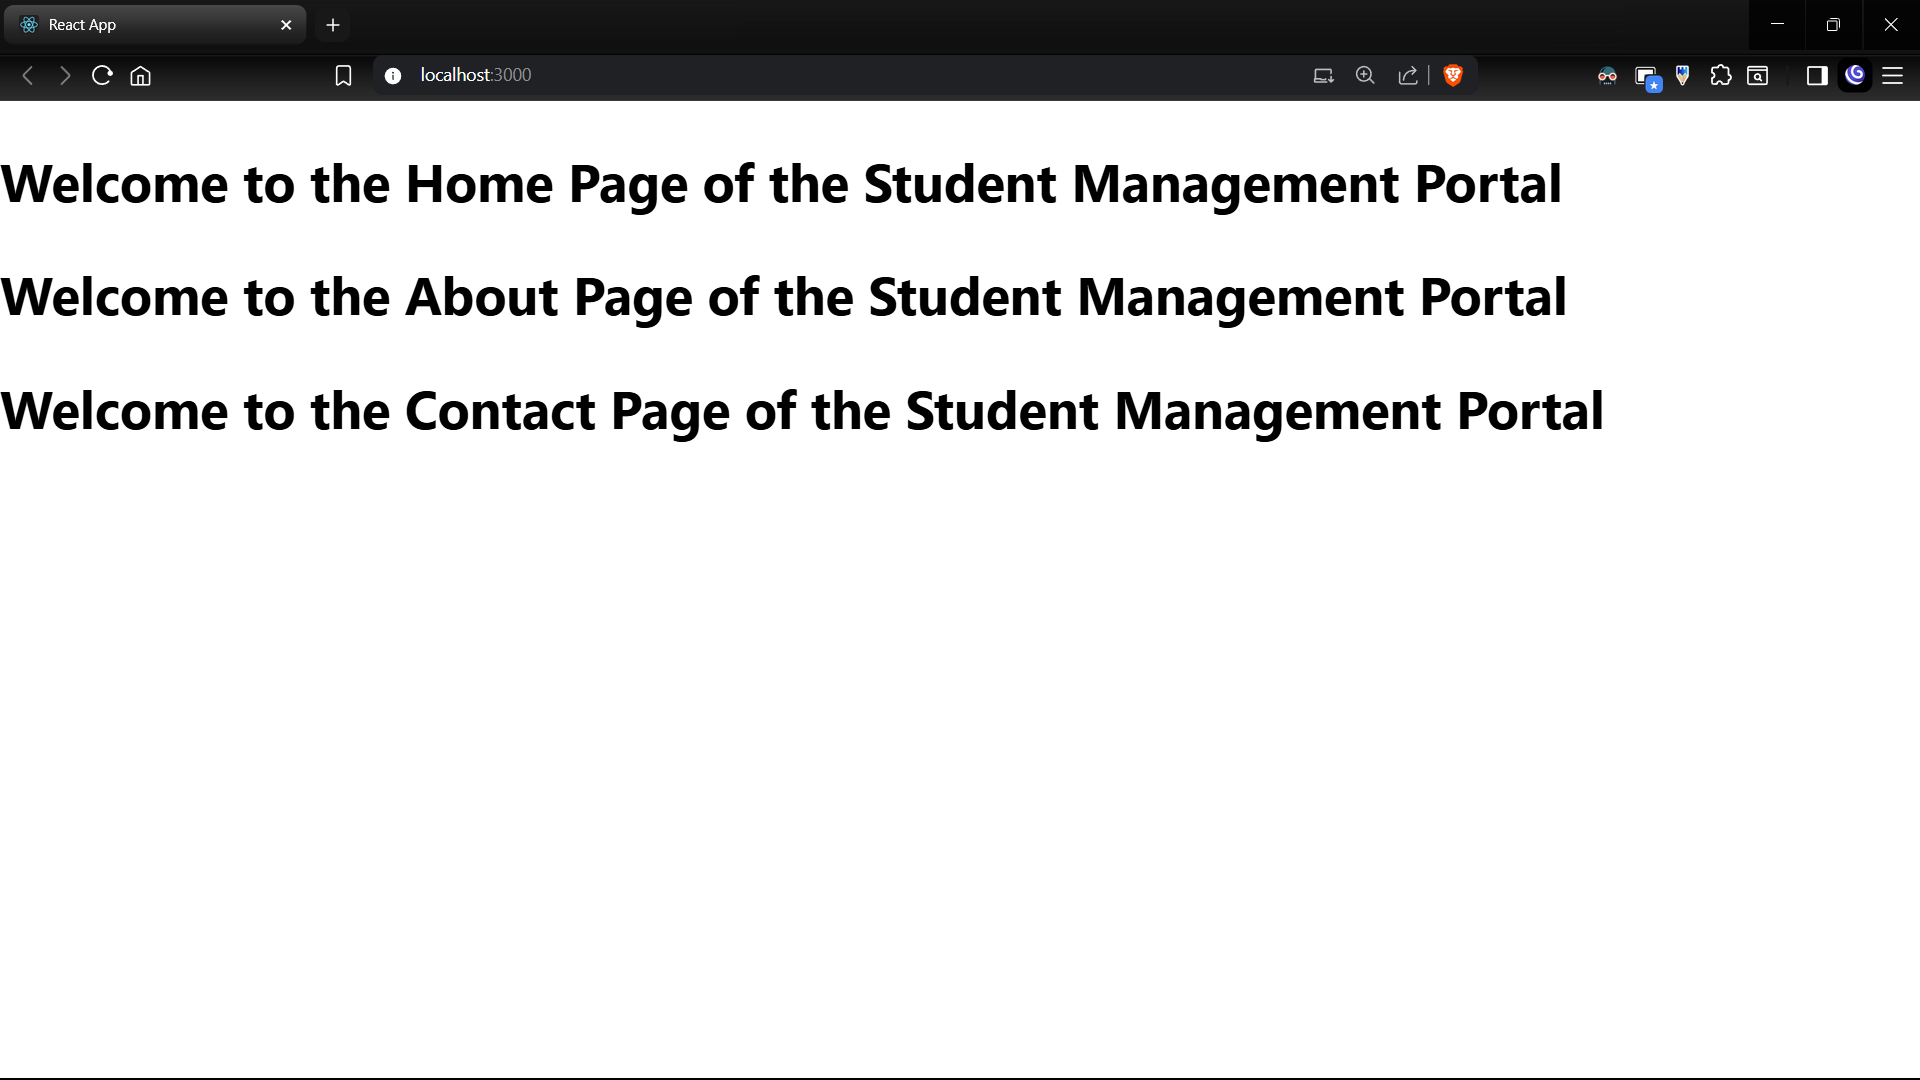 React App
localhost:3000
Welcome to the Home Page of the Student Management Portal
Welcome to the About Page of the Student Management Portal
Welcome to the Contact Page of the Student Management Portal